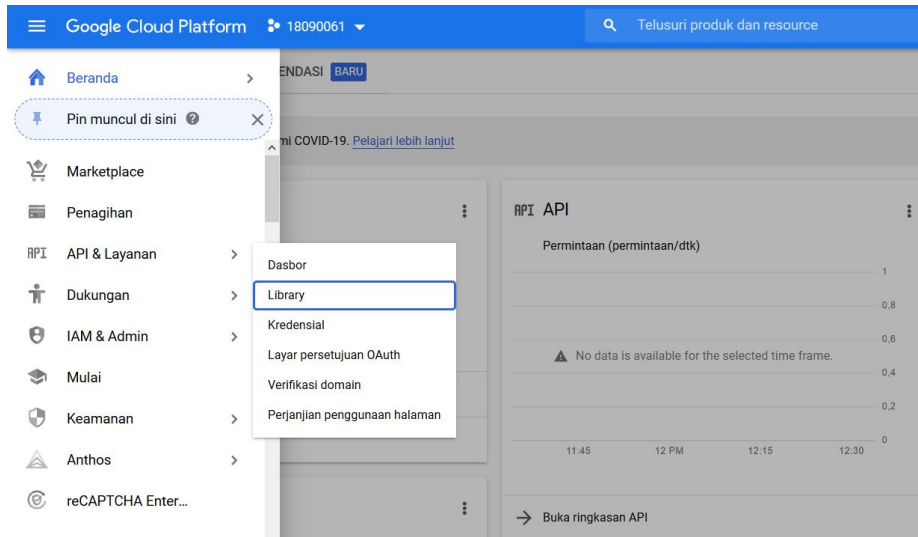 Google Cloud Platform
18090061
Telusuri produk dan resource
Beranda
ENDASI BARU
Pin muncul di sini
mi COVID-19. Pelajari lebih lanjut
Marketplace
Penagihan
API & Layanan
Dukungan
IAM & Admin
Mulai
Keamanan
Anthos
reCAPTCHA Enter...
Dasbor
Library
Kredensial
Layar persetujuan OAuth
Verifikasi domain
Perjanjian penggunaan halaman
API API
Permintaan (permintaan/dtk)
1
0,8
0,6
No data is available for the selected time frame.
0,4
0,2
0
11:45 12 PM 12:15 12:30
Buka ringkasan API